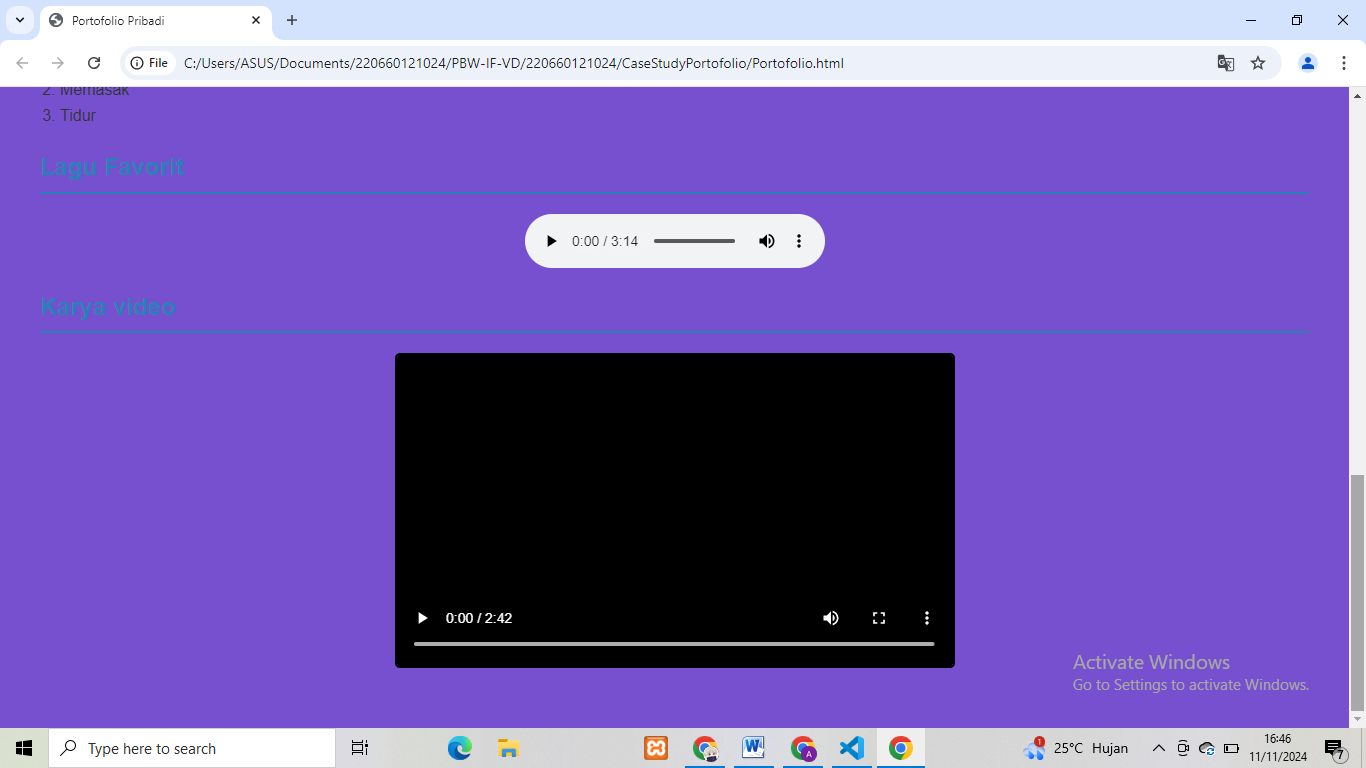 Portofolio Pribadi
File
C:/Users/ASUS/Documents/220660121024/PBW-IF-VD/220660121024/CaseStudyPortofolio/Portofolio.html
2. Memasak
3. Tidur
Lagu Favorit
0:00 / 3:14
Karya video
0:00 / 2:42
Activate Windows
Go to Settings to activate Windows.
Type here to search
1
25°C Hujan
16:46
11/11/2024
7